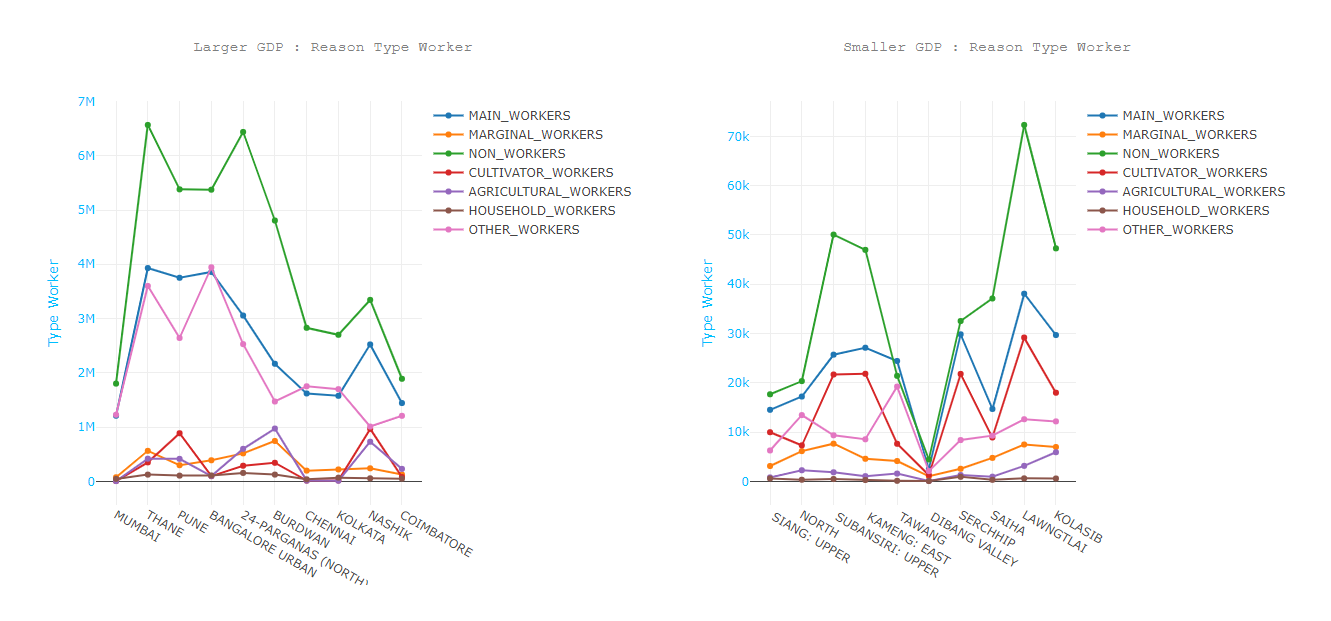 Larger GDP : Reason Type Worker
7M
6M
5M
4M
3M
2M
1M
0
Type Worker
MUMBAI
THANE
PUNE
BANGALORE URBAN
24-PARGANAS (NORTH)
BURDWAN
CHENNAI
KOLKATA
NASHIK
COIMBATORE
MAIN_WORKERS
MARGINAL_WORKERS
NON_WORKERS
CULTIVATOR_WORKERS
AGRICULTURAL_WORKERS
HOUSEHOLD_WORKERS
OTHER_WORKERS
Smaller GDP : Reason Type Worker
70k
60k
50k
40k
30k
20k
10k
0
Type Worker
SIANG: UPPER
NORTH
SUBANSIRI: UPPER
KAMENG: EAST
TAWANG
DIBANG VALLEY
SERCHHIP
SAIHA
LAWNGTLAI
KOLASIB
MAIN_WORKERS
MARGINAL_WORKERS
NON_WORKERS
CULTIVATOR_WORKERS
AGRICULTURAL_WORKERS
HOUSEHOLD_WORKERS
OTHER_WORKERS